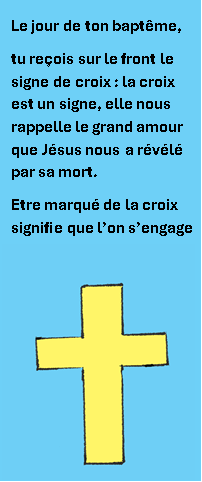 Le jour de ton baptême,
tu reçois sur le front le
signe de croix : la croix
est un signe, elle nous
rappelle le grand amour
que Jésus nous a révélé
par sa mort.
Etre marqué de la croix
signifie que l'on s'engage